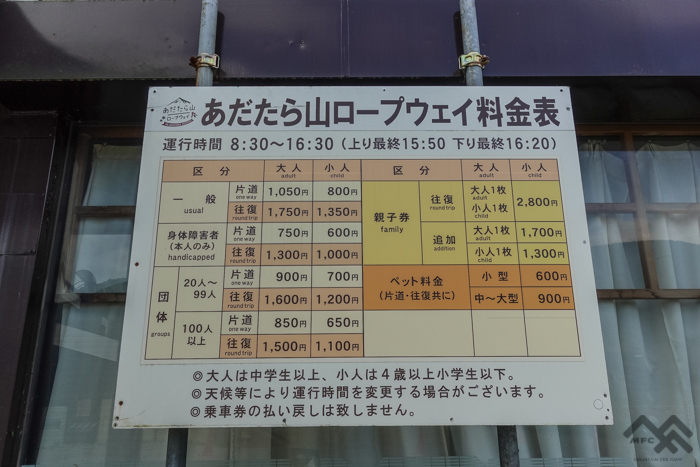 あだたら山
ロープウェイ
あだたら山ロープウェイ料金表
運行時間 8:30〜16:30（上り最終15:50 下り最終16:20）
区分 大人 adult 小人 child
一般 usual 片道 one way 1,050円 800円
往復 round trip 1,750円 1,350円
身体障害者（本人のみ）handicapped 片道 one way 750円 600円
往復 round trip 1,300円 1,000円
団体 groups 20人〜99人 片道 one way 900円 700円
往復 round trip 1,600円 1,200円
100人以上 片道 one way 850円 650円
往復 round trip 1,500円 1,100円
区分 大人 adult 小人 child
親子券 family 往復 round trip 大人1枚 adult 小人1枚 child 2,800円
追加 addition 大人1枚 adult 1,700円
小人1枚 child 1,300円
ペット料金（片道・往復共に） 小型 600円
中〜大型 900円
◎大人は中学生以上、小人は4歳以上小学生以下。
◎天候等により運行時間を変更する場合がございます。
◎乗車券の払い戻しは致しません。
MFC